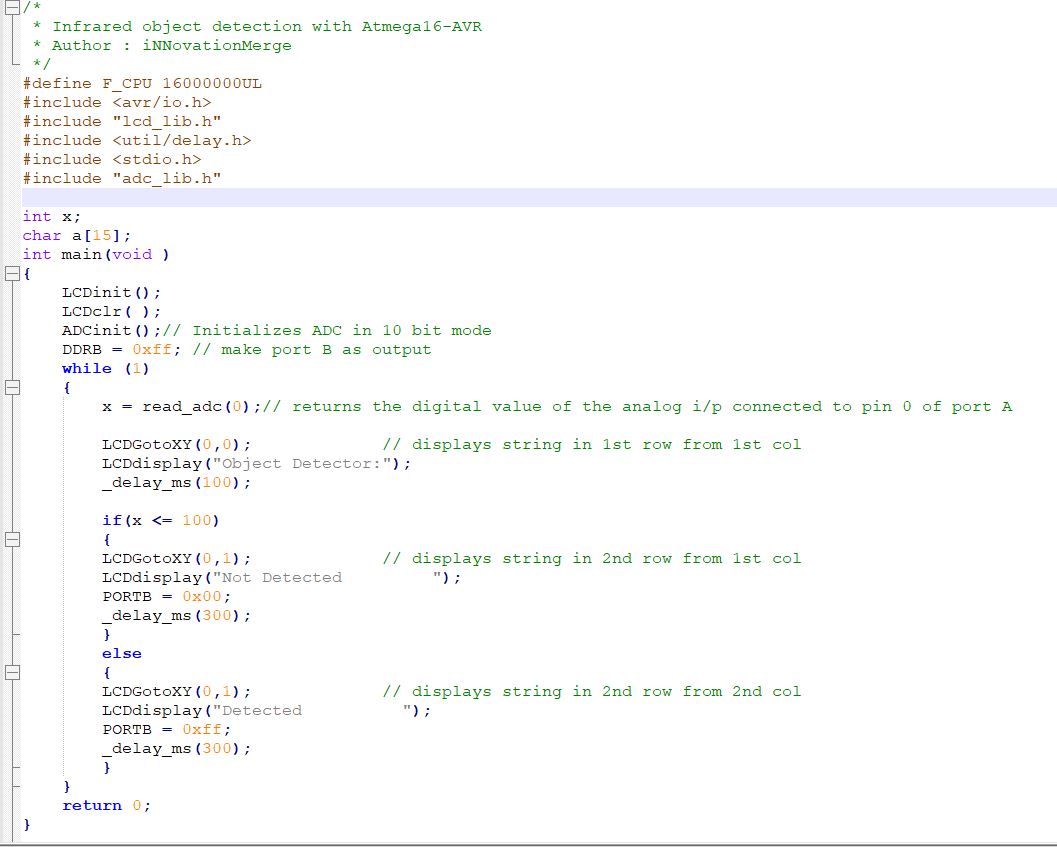 /*
 * Infrared object detection with Atmega16-AVR
 * Author : iNNovationMerge
 */
#define F_CPU 16000000UL
#include <avr/io.h>
#include "lcd_lib.h"
#include <util/delay.h>
#include <stdio.h>
#include "adc_lib.h"

int x;
char a[15];
int main(void )
{
    LCDinit();
    LCDclr( );
    ADCinit();// Initializes ADC in 10 bit mode
    DDRB = 0xff; // make port B as output
    while (1)
    {
        x = read_adc(0);// returns the digital value of the analog i/p connected to pin 0 of port A

        LCDGotoXY(0,0);             // displays string in 1st row from 1st col
        LCDdisplay("Object Detector:");
        _delay_ms(100);

        if(x <= 100)
        {
        LCDGotoXY(0,1);             // displays string in 2nd row from 1st col
        LCDdisplay("Not Detected         ");
        PORTB = 0x00;
        _delay_ms(300);
        }
        else
        {
        LCDGotoXY(0,1);             // displays string in 2nd row from 2nd col
        LCDdisplay("Detected          ");
        PORTB = 0xff;
        _delay_ms(300);
        }
    }
    return 0;
}